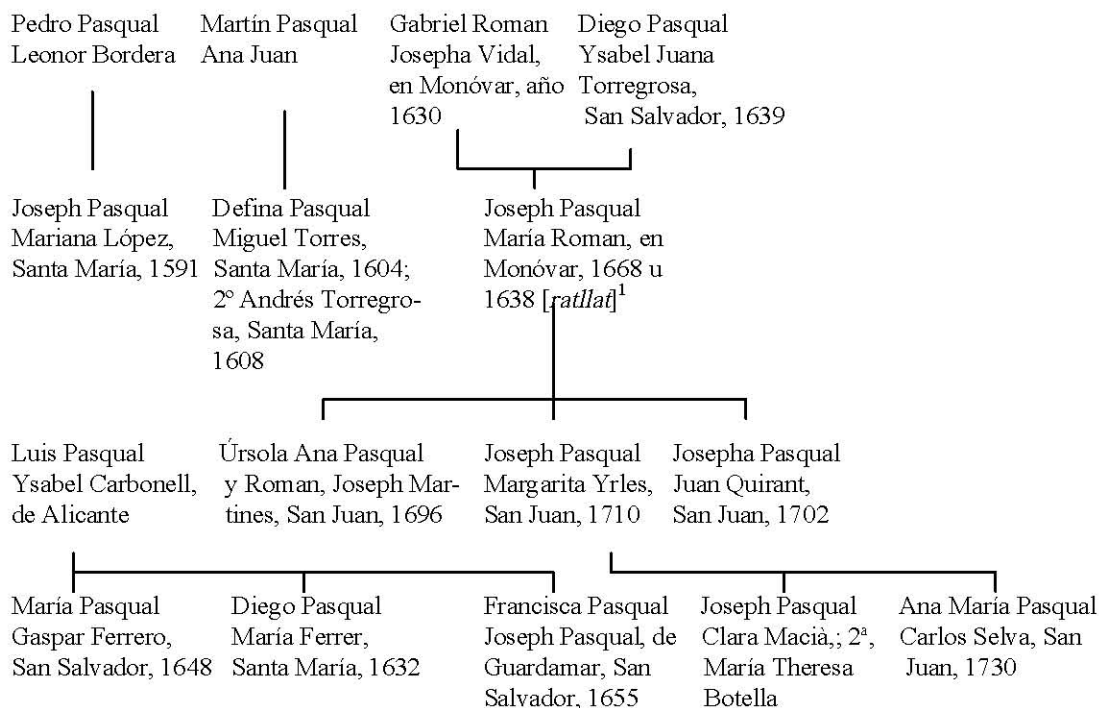 Pedro Pasqual
Leonor Bordera
Martín Pasqual
Ana Juan
Gabriel Roman
Josepha Vidal,
en Monóvar, año
1630
Diego Pasqual
Ysabel Juana
Torregrosa,
San Salvador, 1639
Joseph Pasqual
Mariana López,
Santa María, 1591
Defina Pasqual
Miguel Torres,
Santa María, 1604;
2º Andrés Torregro-
sa, Santa María,
1608
Joseph Pasqual
María Roman, en
Monóvar, 1668 u
1638 [ratllat]1
Luis Pasqual
Ysabel Carbonell,
de Alicante
Úrsola Ana Pasqual
y Roman, Joseph Mar-
tines, San Juan, 1696
Joseph Pasqual
Margarita Yrles,
San Juan, 1710
Josepha Pasqual
Juan Quirant,
San Juan, 1702
María Pasqual
Gaspar Ferrero,
San Salvador, 1648
Diego Pasqual
María Ferrer,
Santa María, 1632
Francisca Pasqual
Joseph Pasqual, de
Guardamar, San
Salvador, 1655
Joseph Pasqual
Clara Macià,; 2ª,
María Theresa
Botella
Ana María Pasqual
Carlos Selva, San
Juan, 1730